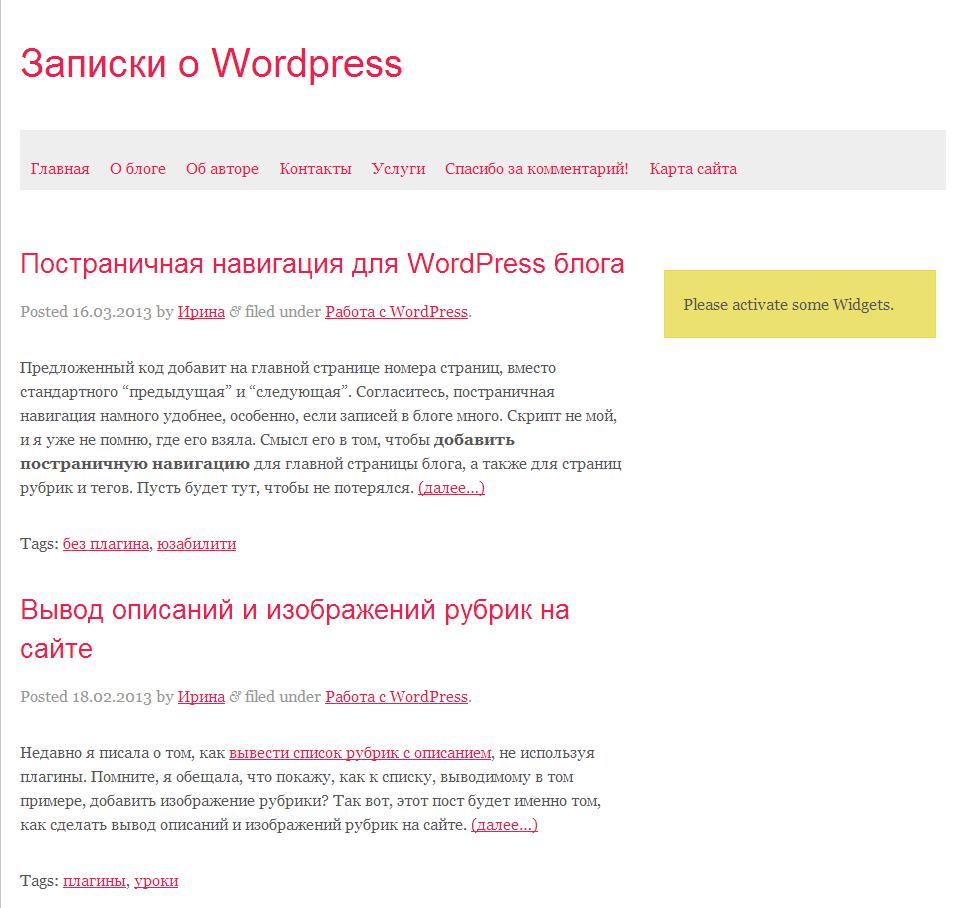 Записки о Wordpress
Главная О блоге Об авторе Контакты Услуги Спасибо за комментарий! Карта сайта
Постраничная навигация для WordPress блога
Posted 16.03.2013 by Ирина & filed under Работа с WordPress.
Предложенный код добавит на главной странице номера страниц, вместо
стандартного “предыдущая” и “следующая”. Согласитесь, постраничная
навигация намного удобнее, особенно, если записей в блоге много. Скрипт не мой,
и я уже не помню, где его взяла. Смысл его в том, чтобы добавить
постраничную навигацию для главной страницы блога, а также для страниц
рубрик и тегов. Пусть будет тут, чтобы не потерялся. (далее…)
Tags: без плагина, юзабилити
Вывод описаний и изображений рубрик на
сайте
Posted 18.02.2013 by Ирина & filed under Работа с WordPress.
Недавно я писала о том, как вывести список рубрик с описанием, не используя
плагины. Помните, я обещала, что покажу, как к списку, выводимому в том
примере, добавить изображение рубрики? Так вот, этот пост будет именно том,
как сделать вывод описаний и изображений рубрик на сайте. (далее…)
Tags: плагины, уроки
Please activate some Widgets.